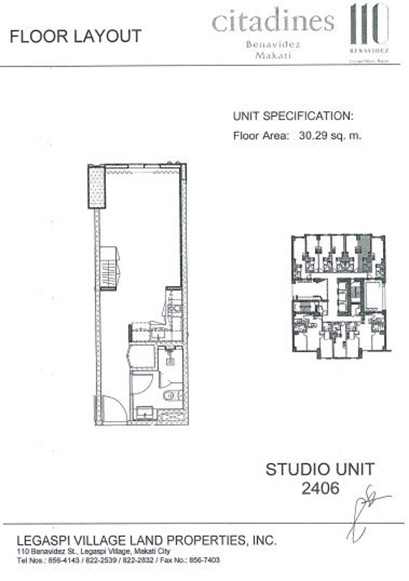 FLOOR LAYOUT
citadines
Benavidez
Makati
110
BENAVIDEZ
UNIT SPECIFICATION:
Floor Area: 30.29 sq. m.
STUDIO UNIT
2406
LEGASPI VILLAGE LAND PROPERTIES, INC.
110 Benavidez St., Legaspi Village, Makati City
Tel Nos.: 856-4143 / 822-2539 / 822-2832 / Fax No.: 856-7403